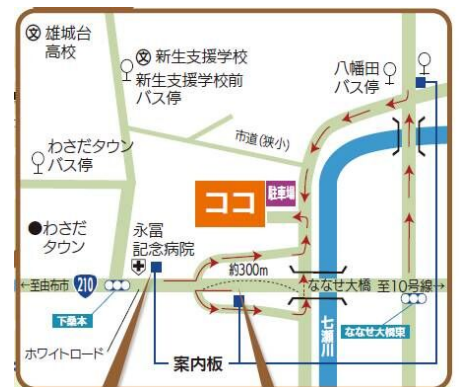 文 雄城台
高校
文 新生支援学校
新生支援学校前
バス停
八幡田
バス停
市道(狭小)
わさだタウン
バス停
ココ
駐車場
●わさだ
タウン
永冨
記念病院
約300m
←至由布市 210
ななせ大橋 至10号線→
下桑本
ななせ大橋東
七瀬川
ホワイトロード
案内板